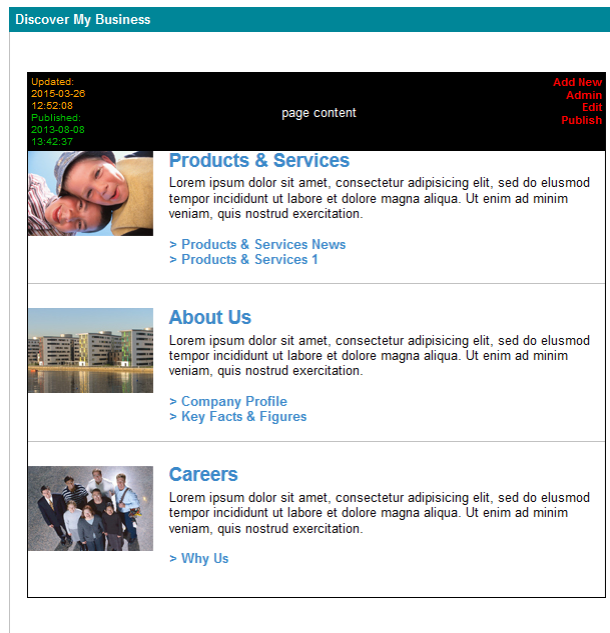 Discover My Business
Updated:
2015-03-26
12:52:08
Published:
2013-08-08
13:42:37
page content
Add New
Admin
Edit
Publish
Products & Services
Lorem ipsum dolor sit amet, consectetur adipisicing elit, sed do elusmod
tempor incididunt ut labore et dolore magna aliqua. Ut enim ad minim
veniam, quis nostrud exercitation.
> Products & Services News
> Products & Services 1
About Us
Lorem ipsum dolor sit amet, consectetur adipisicing elit, sed do elusmod
tempor incididunt ut labore et dolore magna aliqua. Ut enim ad minim
veniam, quis nostrud exercitation.
> Company Profile
> Key Facts & Figures
Careers
Lorem ipsum dolor sit amet, consectetur adipisicing elit, sed do elusmod
tempor incididunt ut labore et dolore magna aliqua. Ut enim ad minim
veniam, quis nostrud exercitation.
> Why Us